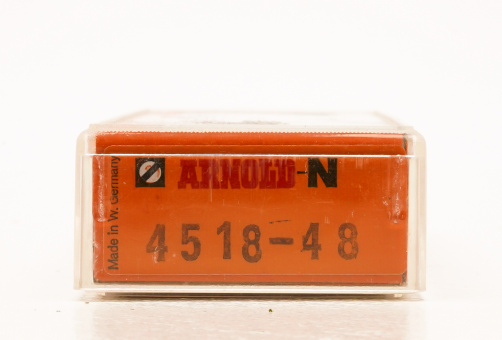 Made in W. Germany
ARNOLD-N
4518-48